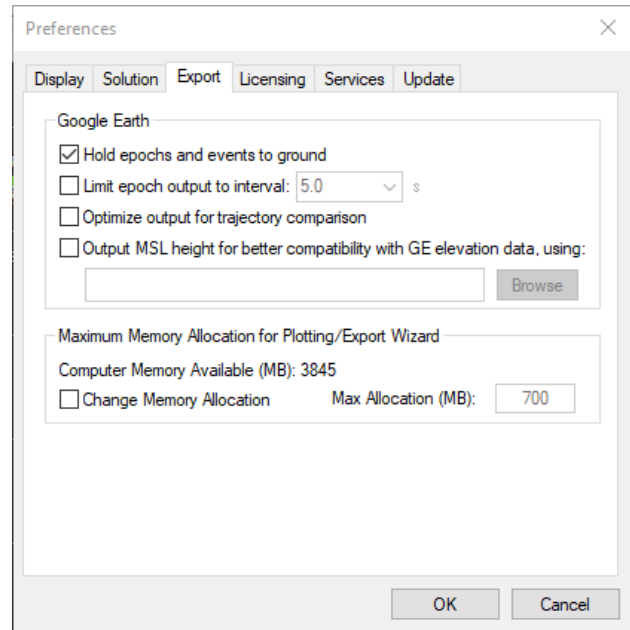 Preferences
Display Solution Export Licensing Services Update
Google Earth
Hold epochs and events to ground
Limit epoch output to interval: 5.0 s
Optimize output for trajectory comparison
Output MSL height for better compatibility with GE elevation data, using:
Browse
Maximum Memory Allocation for Plotting/Export Wizard
Computer Memory Available (MB): 3845
Change Memory Allocation Max Allocation (MB): 700
OK Cancel